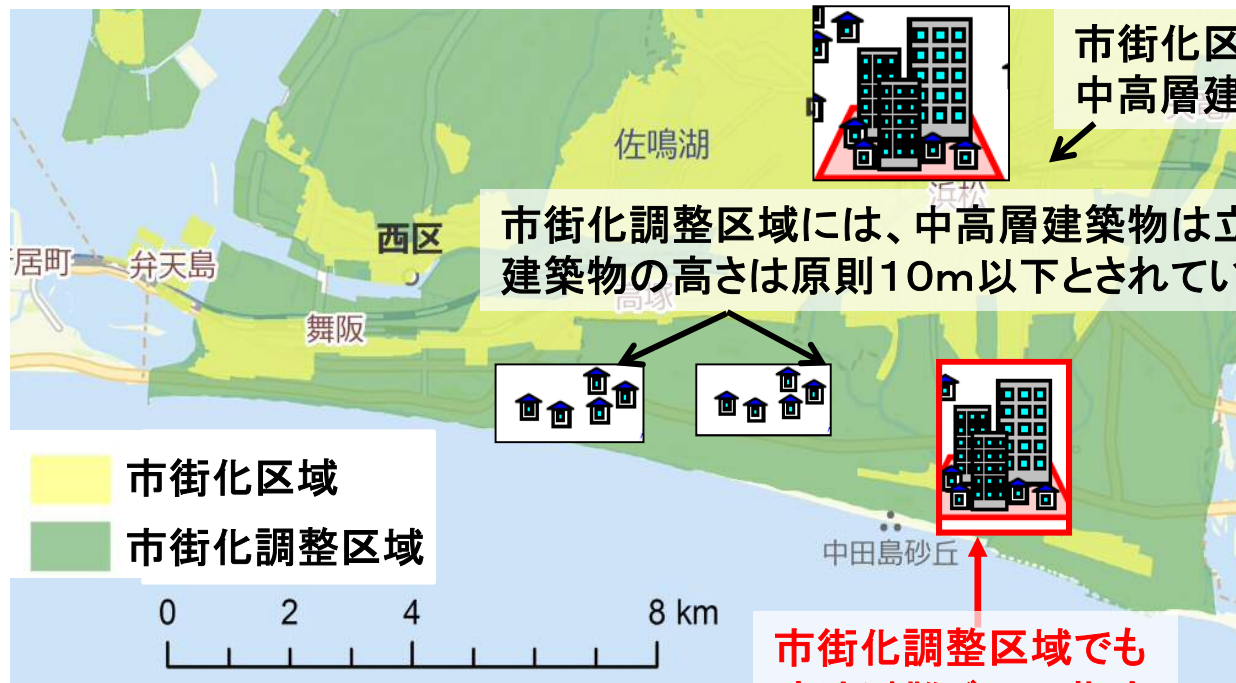 市街化区
中高層建
佐鳴湖
浜松
市街化調整区域には、中高層建築物は立
建築物の高さは原則10m以下とされてい
西区
居町
弁天島
高塚
舞阪
市街化区域
市街化調整区域
中田島砂丘
0 2 4 8 km
市街化調整区域でも